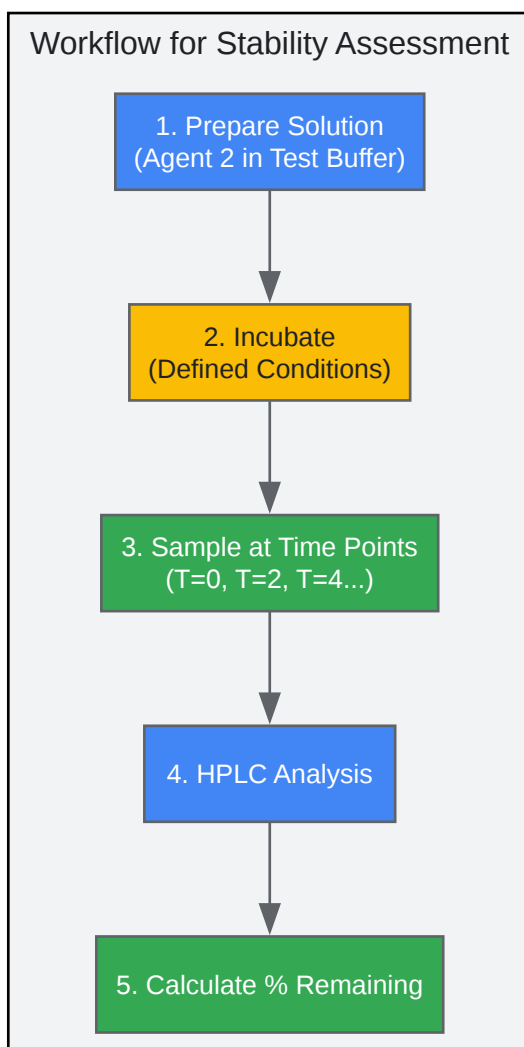 Workflow for Stability Assessment
1. Prepare Solution
(Agent 2 in Test Buffer)
2. Incubate
(Defined Conditions)
3. Sample at Time Points
(T=0, T=2, T=4...)
4. HPLC Analysis
5. Calculate % Remaining